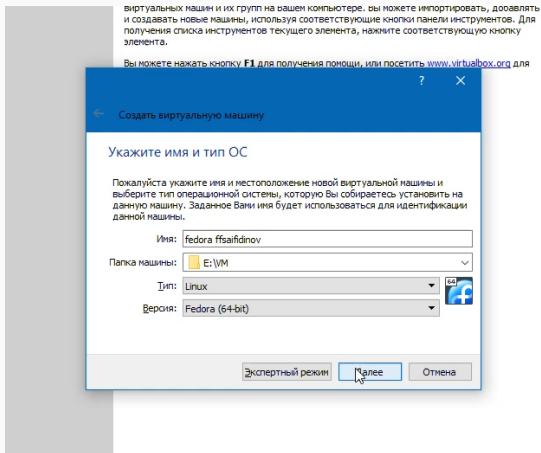 виртуальных машин и их групп на Вашем компьютере. Вы можете импортировать, добавлять
и создавать новые машины, используя соответствующие кнопки панели инструментов. Для
получения списка инструментов текущего элемента, нажмите соответствующую кнопку
элемента.
Вы можете нажать кнопку F1 для получения помощи, или посетить www.virtualbox.org для
? ×
← Создать виртуальную машину
Укажите имя и тип ОС
Пожалуйста укажите имя и местоположение новой виртуальной машины и
выберите тип операционной системы, которую Вы собираетесь установить на
данную машину. Заданное Вами имя будет использоваться для идентификации
данной машины.
Имя: fedora ffsaifidinov
Папка машины: E:\VM
Тип: Linux
64
Версия: Fedora (64-bit)
Экспертный режим Далее Отмена